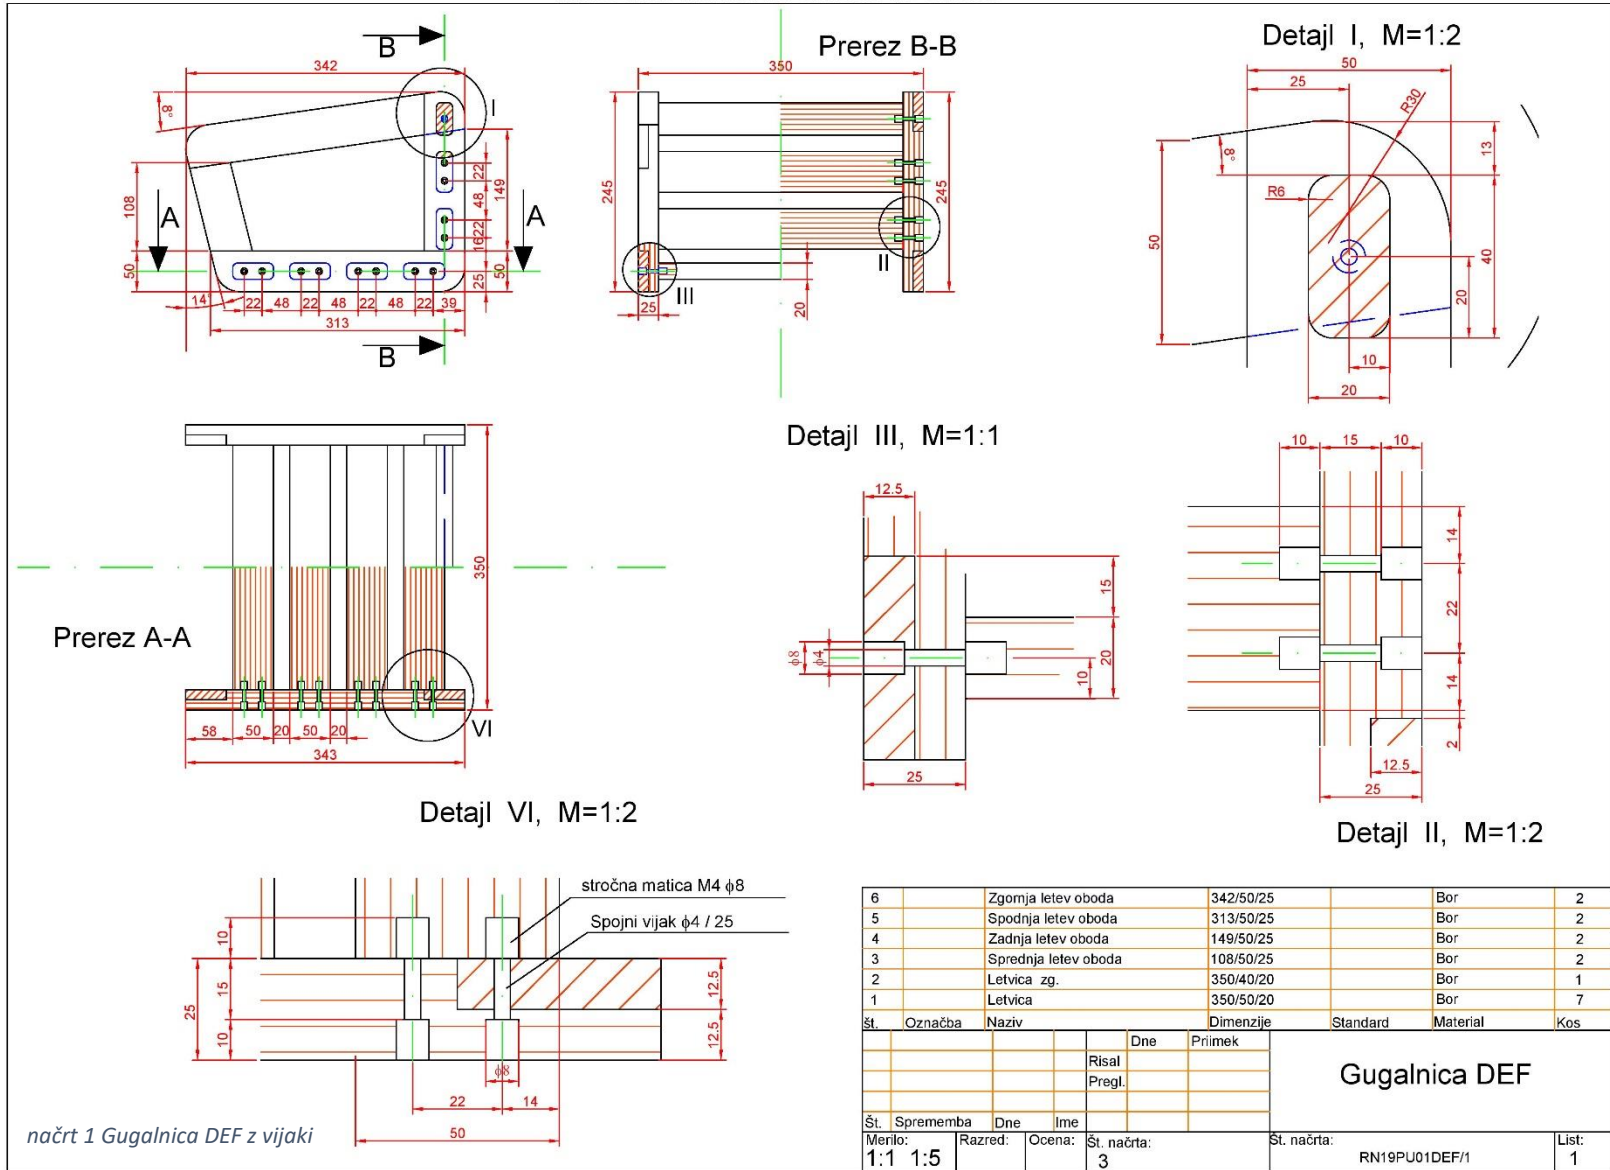 B
342
8°
I
108
50
A
A
22
48
22
16
149
50
25
14°
22
48
22
48
22
48
22
39
313
B
Prerez B-B
350
245
245
II
III
25
20
Detajl I, M=1:2
50
25
R30
8°
13
R6
50
40
20
10
20
Prerez A-A
350
58
50
20
50
20
343
VI
Detajl III, M=1:1
12.5
15
ϕ8
ϕ4
20
10
25
10
15
10
14
22
14
2
12.5
25
Detajl II, M=1:2
Detajl VI, M=1:2
stročna matica M4 ϕ8
Spojni vijak ϕ4 / 25
10
25
15
10
12.5
12.5
ϕ8
22
14
50
načrt 1 Gugalnica DEF z vijaki
6 Zgornja letev oboda 342/50/25 Bor 2
5 Spodnja letev oboda 313/50/25 Bor 2
4 Zadnja letev oboda 149/50/25 Bor 2
3 Sprednja letev oboda 108/50/25 Bor 2
2 Letvica zg. 350/40/20 Bor 1
1 Letvica 350/50/20 Bor 7
št. Označba Naziv Dimenzije Standard Material Kos
Dne Priimek
Risal
Pregl.
Gugalnica DEF
Št. Sprememba Dne Ime
Merilo: Razred: Ocena: Št. načrta: Št. načrta: List:
1:1 1:5 3 RN19PU01DEF/1 1